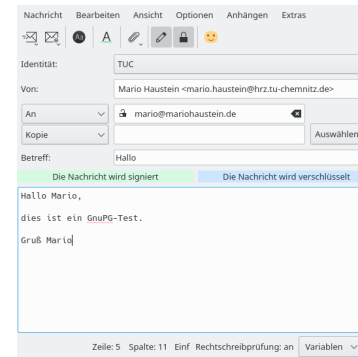 Nachricht Bearbeiten Ansicht Optionen Anhängen Extras
Aa A
Identität: TUC
Von: Mario Haustein <mario.haustein@hrz.tu-chemnitz.de>
An mario@mariohaustein.de
Kopie Auswählen
Betreff: Hallo
Die Nachricht wird signiert Die Nachricht wird verschlüsselt
Hallo Mario,
dies ist ein GnuPG-Test.
Gruß Mario
Zeile: 5 Spalte: 11 Einf Rechtschreibprüfung: an Variablen